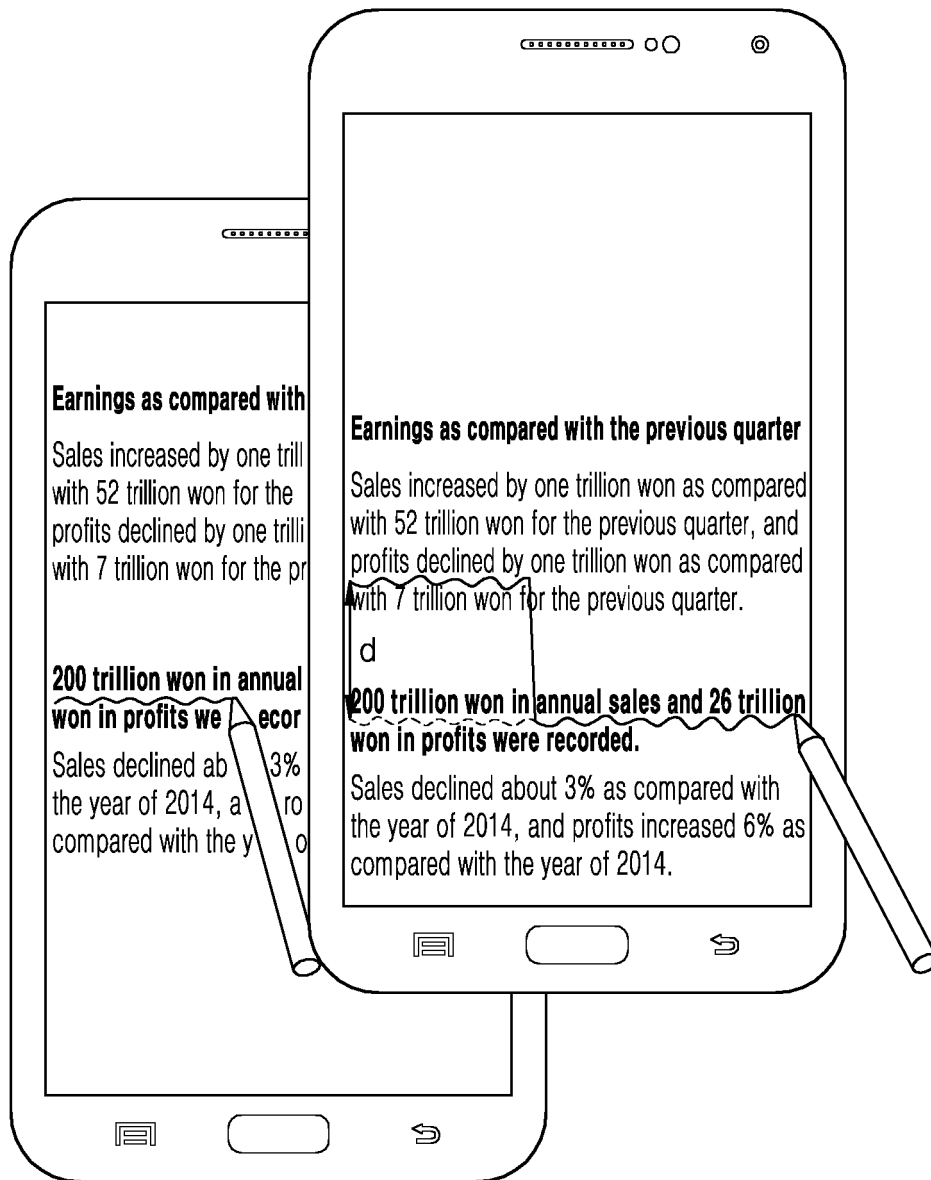 Earnings as compared with
Sales increased by one trill
with 52 trillion won for the
profits declined by one trilli
with 7 trillion won for the pr
200 trillion won in annual
won in profits we ecor
Sales declined ab 3%
the year of 2014, a ro
compared with the y o
Earnings as compared with the previous quarter
Sales increased by one trillion won as compared
with 52 trillion won for the previous quarter, and
profits declined by one trillion won as compared
with 7 trillion won for the previous quarter.
d
200 trillion won in annual sales and 26 trillion
won in profits were recorded.
Sales declined about 3% as compared with
the year of 2014, and profits increased 6% as
compared with the year of 2014.